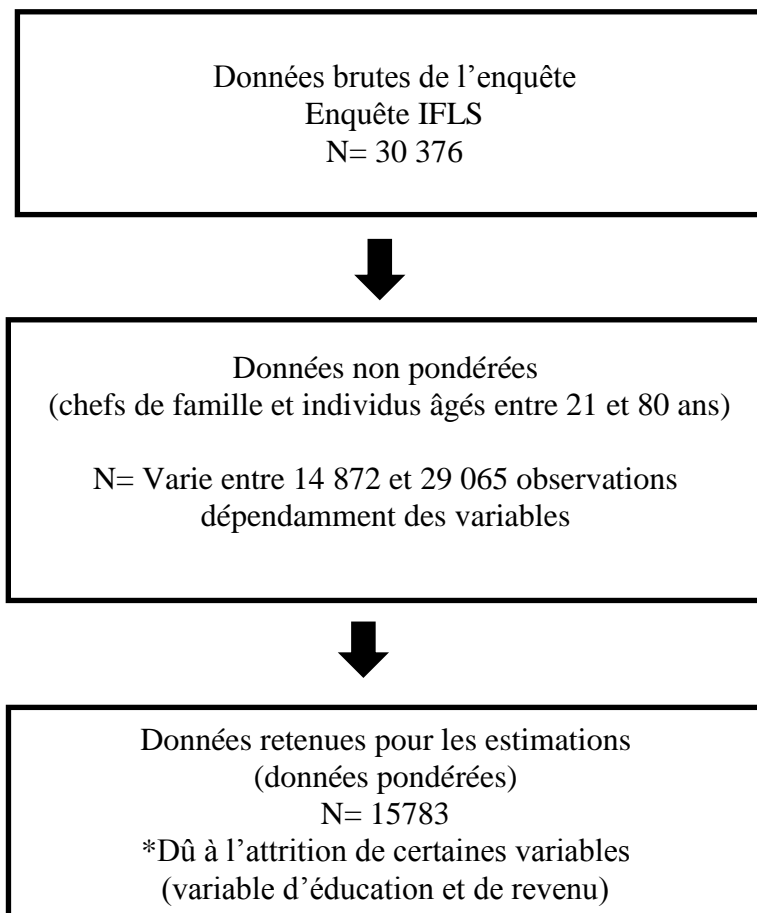 Données brutes de l’enquête
Enquête IFLS
N= 30 376
Données non pondérées
(chefs de famille et individus âgés entre 21 et 80 ans)
N= Varie entre 14 872 et 29 065 observations
dépendamment des variables
Données retenues pour les estimations
(données pondérées)
N= 15783
*Dû à l’attrition de certaines variables
(variable d’éducation et de revenu)